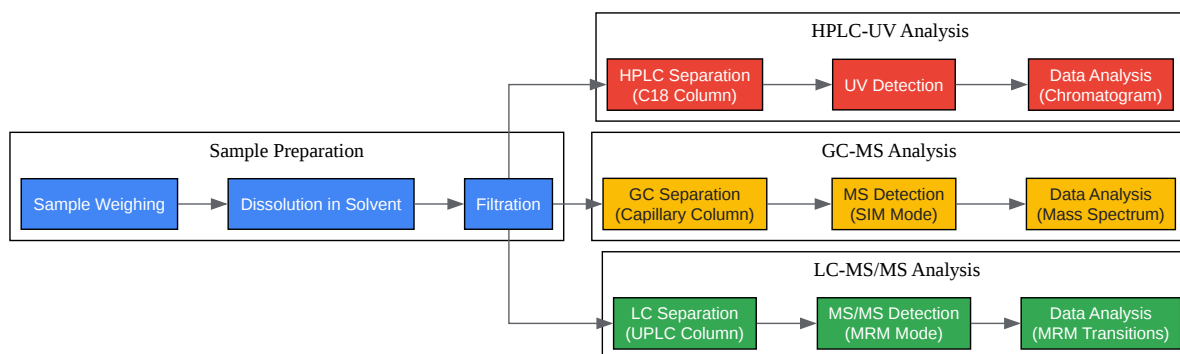 HPLC-UV Analysis
HPLC Separation
(C18 Column)
UV Detection
Data Analysis
(Chromatogram)
Sample Preparation
Sample Weighing
Dissolution in Solvent
Filtration
GC-MS Analysis
GC Separation
(Capillary Column)
MS Detection
(SIM Mode)
Data Analysis
(Mass Spectrum)
LC-MS/MS Analysis
LC Separation
(UPLC Column)
MS/MS Detection
(MRM Mode)
Data Analysis
(MRM Transitions)